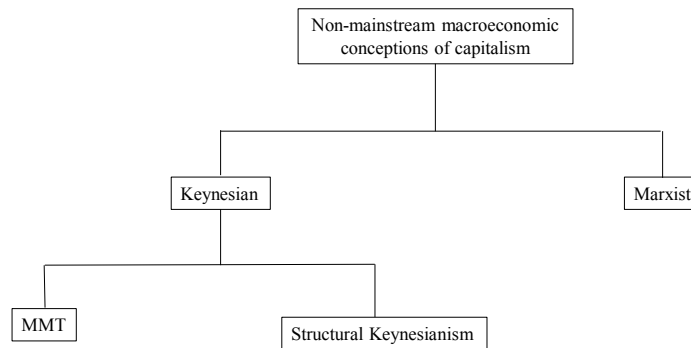 Non-mainstream macroeconomic
conceptions of capitalism
Keynesian
Marxist
MMT
Structural Keynesianism